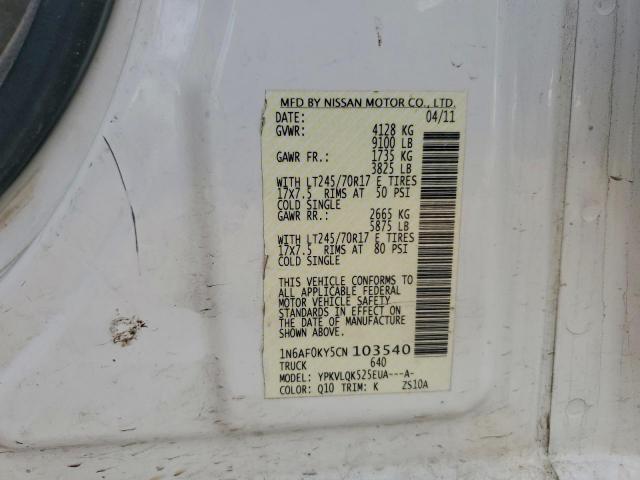 MFD BY NISSAN MOTOR CO., LTD.
DATE: 04/11
GVWR: 4128 KG
9100 LB
GAWR FR.: 1735 KG
3825 LB
WITH LT245/70R17 E TIRES
17X7.5 RIMS AT 50 PSI
COLD SINGLE
GAWR RR.: 2665 KG
5875 LB
WITH LT245/70R17 E TIRES
17X7.5 RIMS AT 80 PSI
COLD SINGLE
THIS VEHICLE CONFORMS TO
ALL APPLICABLE FEDERAL
MOTOR VEHICLE SAFETY
STANDARDS IN EFFECT ON
THE DATE OF MANUFACTURE
SHOWN ABOVE.
1N6AF0KY5CN 103540
TRUCK 640
MODEL: YPKVLQK525EUA---A-
COLOR: Q10 TRIM: K ZS10A